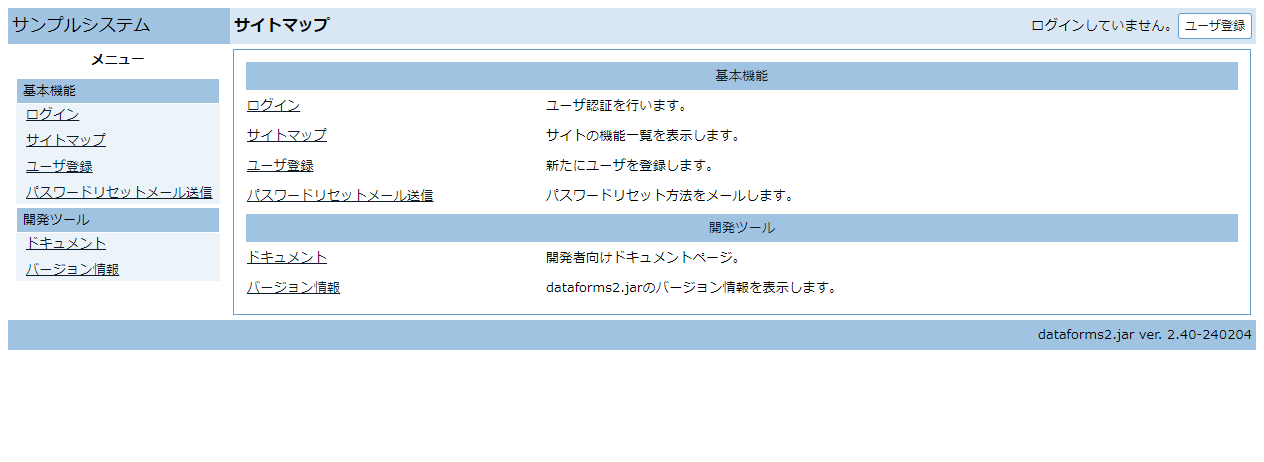 サンプルシステム
サイトマップ
ログインしていません。 ユーザ登録
メニュー
基本機能
ログイン
サイトマップ
ユーザ登録
パスワードリセットメール送信
開発ツール
ドキュメント
バージョン情報
基本機能
ログイン ユーザ認証を行います。
サイトマップ サイトの機能一覧を表示します。
ユーザ登録 新たにユーザを登録します。
パスワードリセットメール送信 パスワードリセット方法をメールします。
開発ツール
ドキュメント 開発者向けドキュメントページ。
バージョン情報 dataforms2.jarのバージョン情報を表示します。
dataforms2.jar ver. 2.40-240204